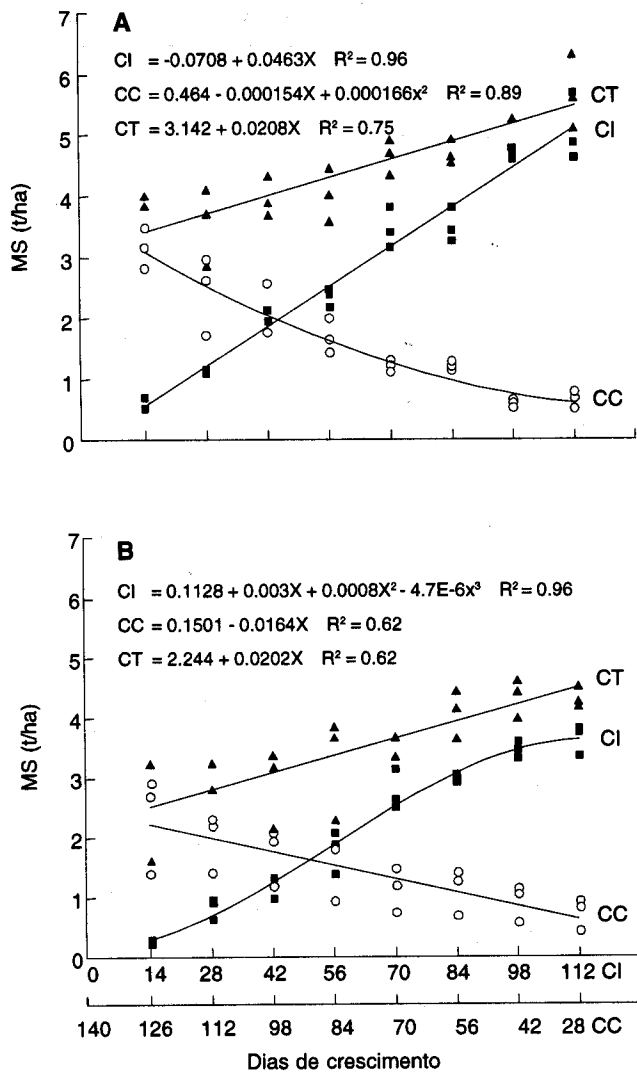 A
CI = -0.0708 + 0.0463X R² = 0.96
CC = 0.464 - 0.000154X + 0.000166x² R² = 0.89
CT = 3.142 + 0.0208X R² = 0.75
7
6
5
4
3
2
1
0
MS (t/ha)
CT
CI
CC
B
CI = 0.1128 + 0.003X + 0.0008X² - 4.7E-6x³ R² = 0.96
CC = 0.1501 - 0.0164X R² = 0.62
CT = 2.244 + 0.0202X R² = 0.62
7
6
5
4
3
2
1
0
MS (t/ha)
CT
CI
CC
0 14 28 42 56 70 84 98 112 CI
140 126 112 98 84 70 56 42 28 CC
Dias de crescimento